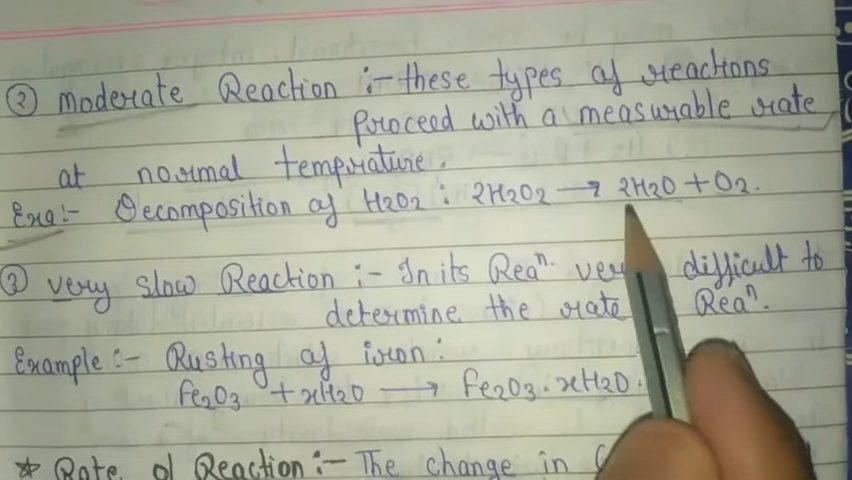 ② moderate Reaction :- these types of reactions
proceed with a measurable rate
at normal temprature.
Exa:- Decomposition of H2O2 : 2H2O2 → 2H2O + O2.
③ very slow Reaction :- In its Reaⁿ. difficult to
determine the rate Reaⁿ.
Example :- Rusting of iron :
Fe2O3 + xH2O → Fe2O3 . xH2O.
* Rate of Reaction :- The change in